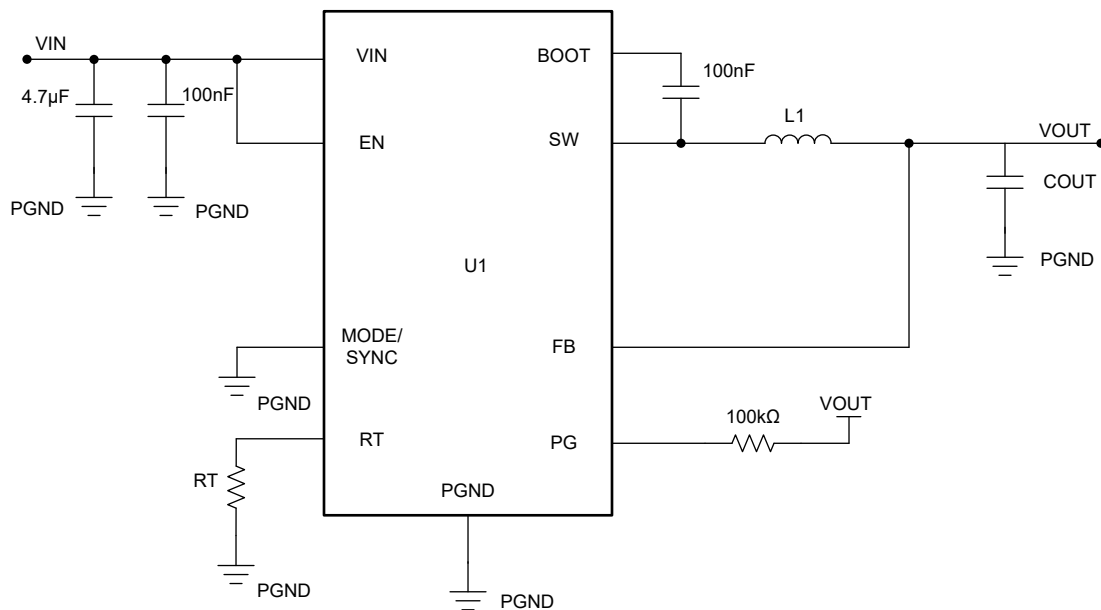 VIN
VIN
BOOT
100nF
4.7µF
100nF
L1
EN
SW
VOUT
COUT
PGND
PGND
PGND
U1
MODE/
SYNC
FB
PGND
VOUT
100kΩ
RT
PG
RT
PGND
PGND
PGND